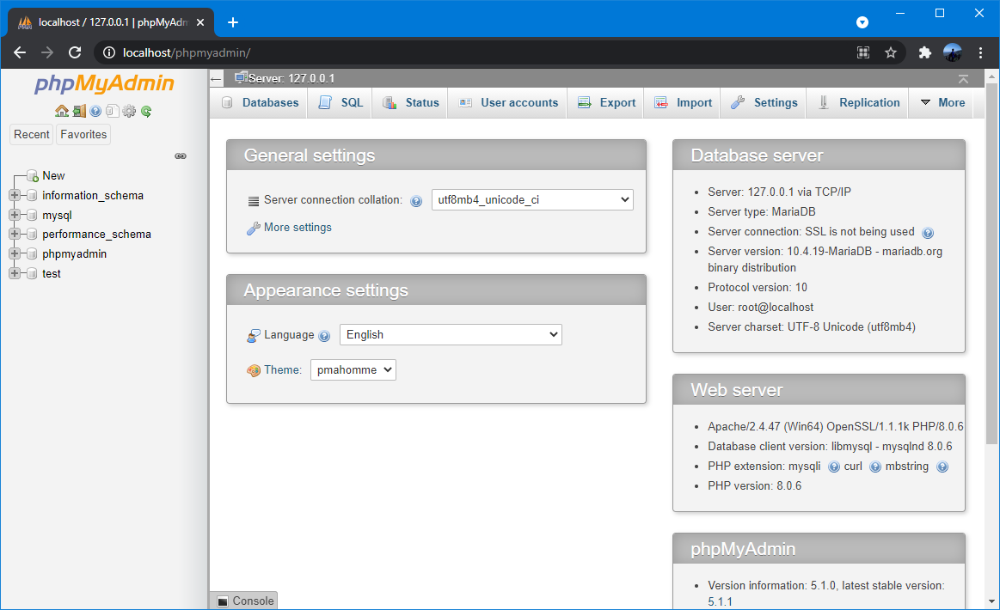 localhost / 127.0.0.1 | phpMyAdm
localhost/phpmyadmin/
phpMyAdmin
Recent
Favorites
New
information_schema
mysql
performance_schema
phpmyadmin
test
Server: 127.0.0.1
Databases
SQL
Status
User accounts
Export
Import
Settings
Replication
More
General settings
Server connection collation:
utf8mb4_unicode_ci
More settings
Appearance settings
Language
English
Theme:
pmahomme
Database server
Server: 127.0.0.1 via TCP/IP
Server type: MariaDB
Server connection: SSL is not being used
Server version: 10.4.19-MariaDB - mariadb.org
binary distribution
Protocol version: 10
User: root@localhost
Server charset: UTF-8 Unicode (utf8mb4)
Web server
Apache/2.4.47 (Win64) OpenSSL/1.1.1k PHP/8.0.6
Database client version: libmysql - mysqlnd 8.0.6
PHP extension: mysqli curl mbstring
PHP version: 8.0.6
phpMyAdmin
Version information: 5.1.0, latest stable version:
5.1.1
Console